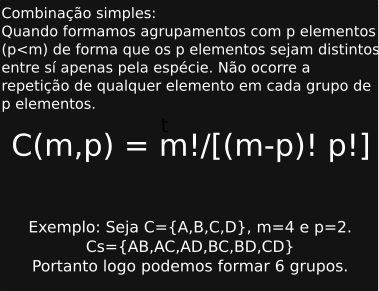 Combinação simples:
Quando formamos agrupamentos com p elementos
(p<m) de forma que os p elementos sejam distintos
entre sí apenas pela espécie. Não ocorre a
repetição de qualquer elemento em cada grupo de
p elementos.
t
C(m,p) = m!/[(m-p)! p!]
Exemplo: Seja C={A,B,C,D}, m=4 e p=2.
Cs={AB,AC,AD,BC,BD,CD}
Portanto logo podemos formar 6 grupos.